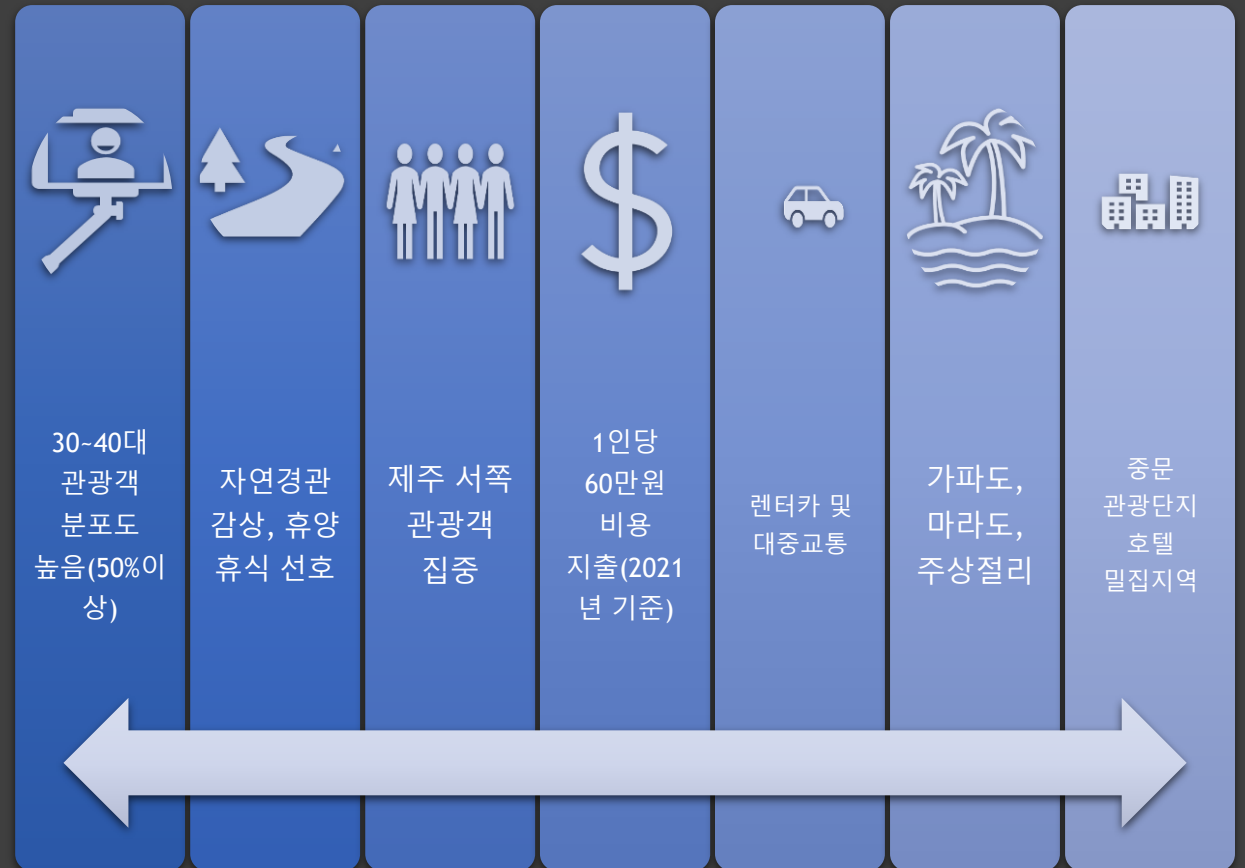 30~40대
관광객
분포도
높음(50%이
상)
자연경관
감상, 휴양
휴식 선호
제주 서쪽
관광객
집중
1인당
60만원
비용
지출(2021
년 기준)
렌터카 및
대중교통
가파도,
마라도,
주상절리
중문
관광단지
호텔
밀집지역